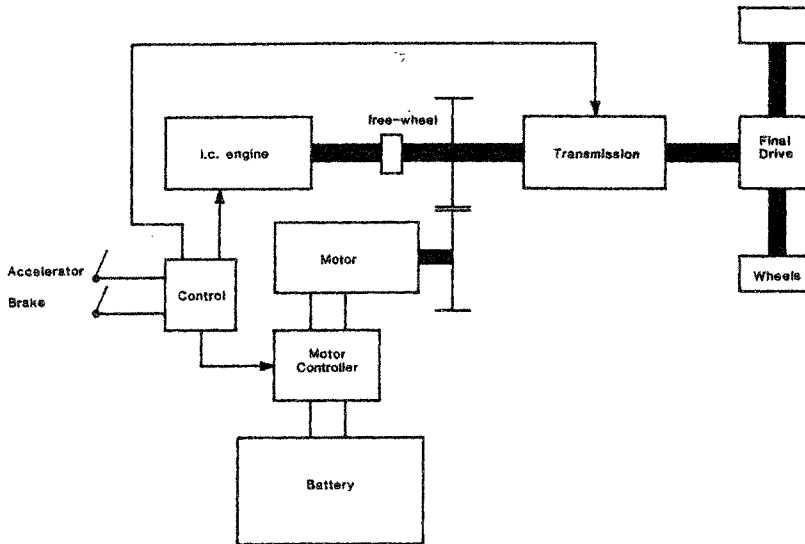 free-wheel
I.c. engine
Transmission
Final
Drive
Motor
Accelerator
Control
Brake
Wheels
Motor
Controller
Battery